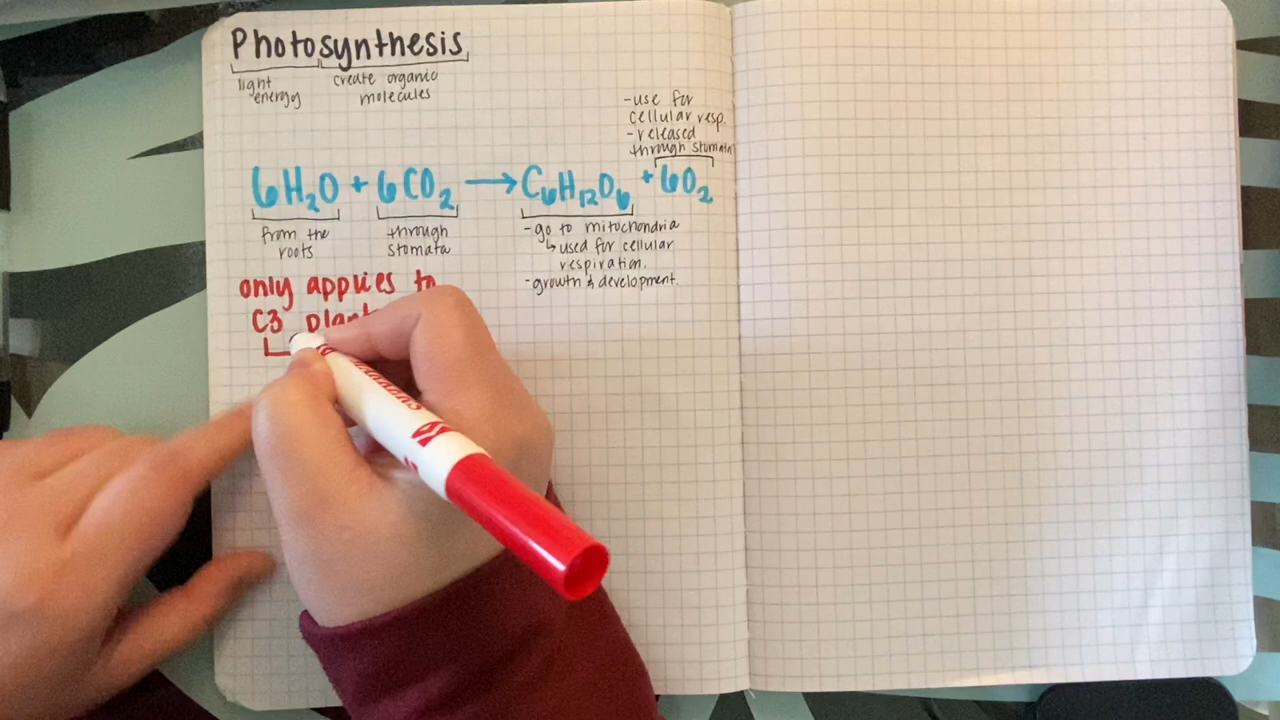 Photosynthesis
light
energy
create organic
molecules
-use for
cellular resp.
-released
through stomata
6H₂O + 6CO₂ → C₆H₁₂O₆ + 6O₂
from the
roots
through
stomata
-go to mitochondria
↳ used for cellular
respiration.
-growth & development.
only applies to
C3